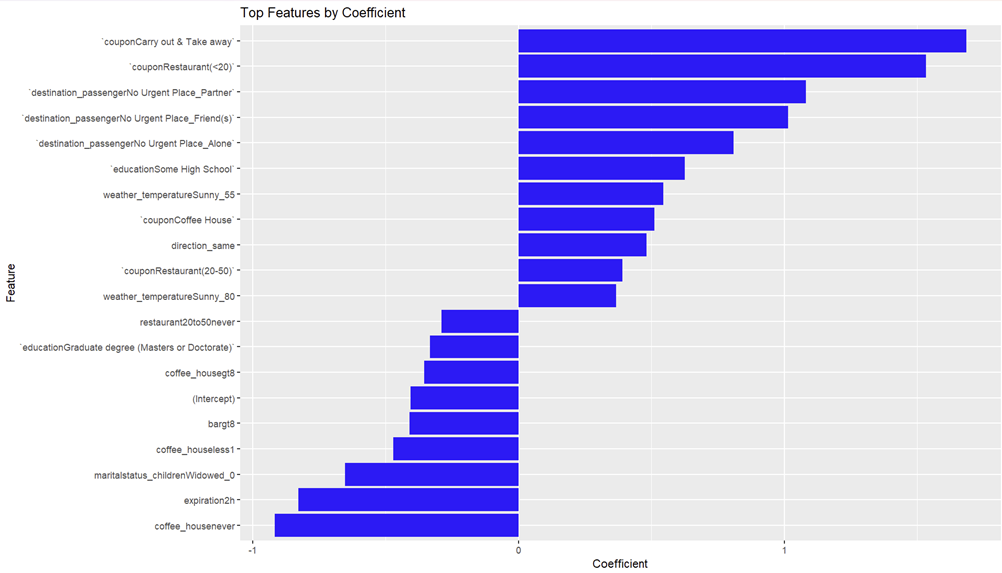 Top Features by Coefficient
Feature
`couponCarry out & Take away`
`couponRestaurant(<20)`
`destination_passengerNo Urgent Place_Partner`
`destination_passengerNo Urgent Place_Friend(s)`
`destination_passengerNo Urgent Place_Alone`
`educationSome High School`
weather_temperatureSunny_55
`couponCoffee House`
direction_same
`couponRestaurant(20-50)`
weather_temperatureSunny_80
restaurant20to50never
`educationGraduate degree (Masters or Doctorate)`
coffee_housegt8
(Intercept)
bargt8
coffee_houseless1
maritalstatus_childrenWidowed_0
expiration2h
coffee_housenever
-1 0 1
Coefficient